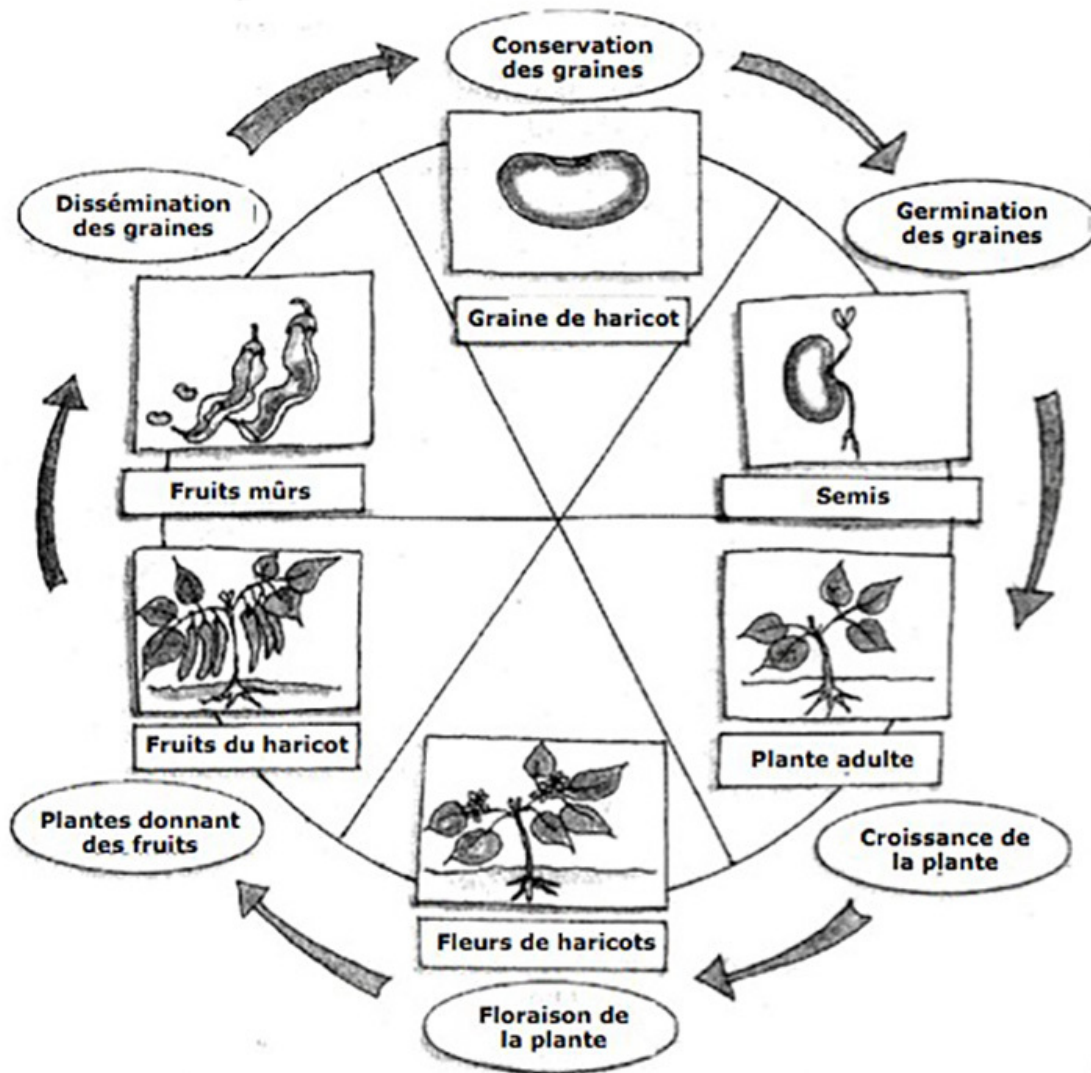 Conservation
des graines
Dissémination
des graines
Germination
des graines
Graine de haricot
Fruits mûrs
Semis
Fruits du haricot
Plante adulte
Plantes donnant
des fruits
Croissance de
la plante
Fleurs de haricots
Floraison de
la plante